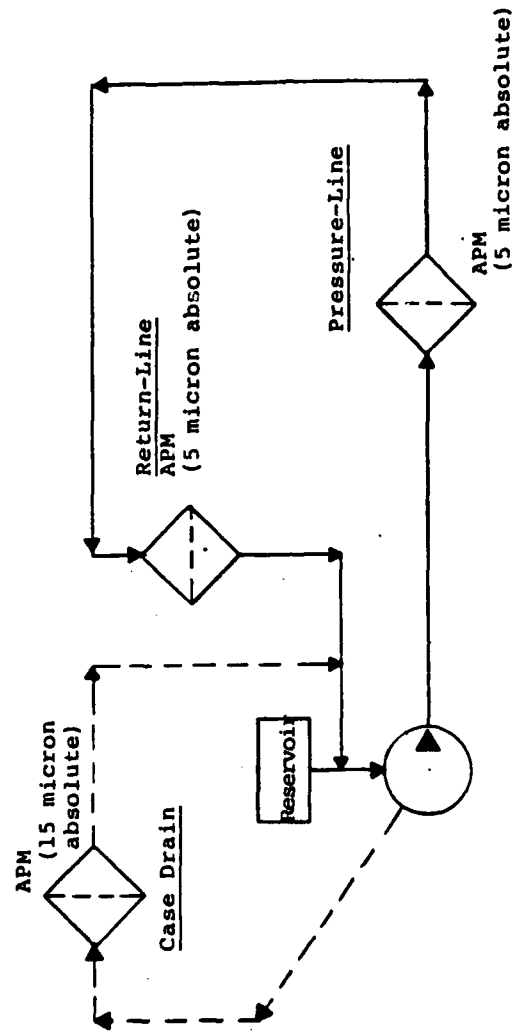 APM
(15 micron
absolute)
Case Drain
Return-Line
APM
(5 micron absolute)
Reservoir
Pressure-Line
APM
(5 micron absolute)